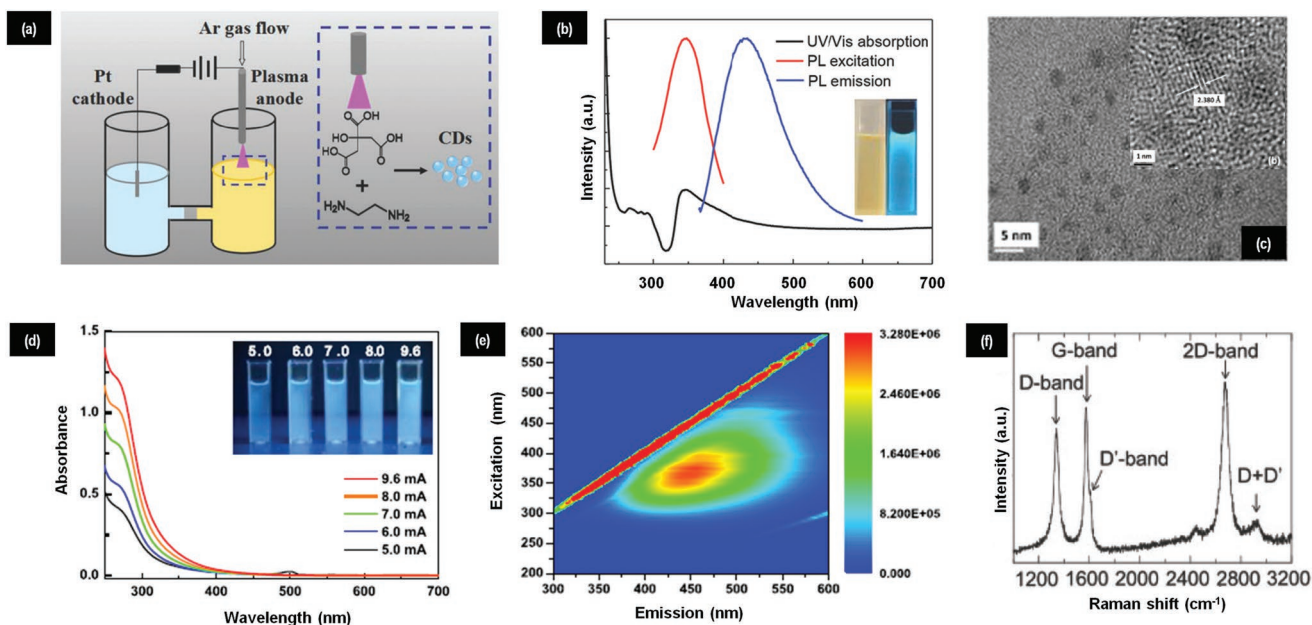 (a)
Ar gas flow
Pt
cathode
Plasma
anode
HO
O
OH
O
HO
OH
O
OH
+
H₂N
NH₂
CDs
(b)
UV/Vis absorption
PL excitation
PL emission
Intensity (a.u.)
300 400 500 600 700
Wavelength (nm)
(c)
2.380 Å
1 nm
(b)
5 nm
(d)
1.5
1.0
0.5
0.0
Absorbance
5.0 6.0 7.0 8.0 9.6
9.6 mA
8.0 mA
7.0 mA
6.0 mA
5.0 mA
300 400 500 600 700
Wavelength (nm)
(e)
600
550
500
450
400
350
300
250
200
Excitation (nm)
300 350 400 450 500 550 600
Emission (nm)
3.280E+06
2.460E+06
1.640E+06
8.200E+05
0.000
(f)
G-band
2D-band
D-band
D'-band
D+D'
Intensity (a.u.)
1200 1600 2000 2400 2800 3200
Raman shift (cm⁻¹)